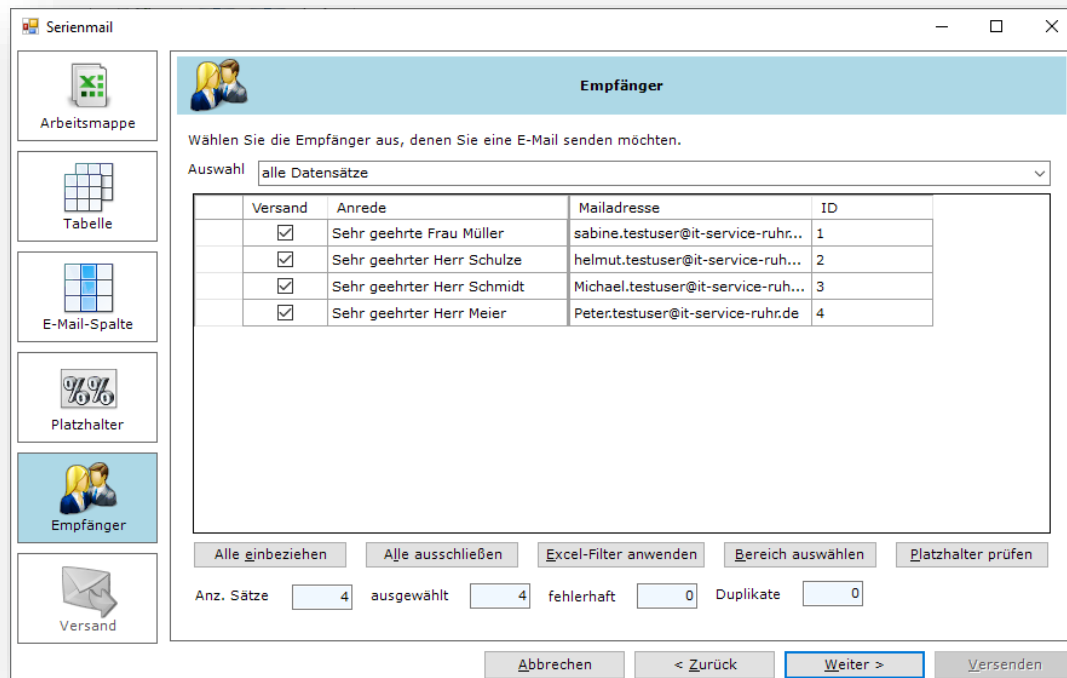 Serienmail
Arbeitsmappe
Tabelle
E-Mail-Spalte
Platzhalter
Empfänger
Versand
Empfänger
Wählen Sie die Empfänger aus, denen Sie eine E-Mail senden möchten.
Auswahl alle Datensätze
Versand Anrede Mailadresse ID
Sehr geehrte Frau Müller sabine.testuser@it-service-ruhr... 1
Sehr geehrter Herr Schulze helmut.testuser@it-service-ruh... 2
Sehr geehrter Herr Schmidt Michael.testuser@it-service-ruh... 3
Sehr geehrter Herr Meier Peter.testuser@it-service-ruhr.de 4
Alle einbeziehen Alle ausschließen Excel-Filter anwenden Bereich auswählen Platzhalter prüfen
Anz. Sätze 4 ausgewählt 4 fehlerhaft 0 Duplikate 0
Abbrechen < Zurück Weiter > Versenden